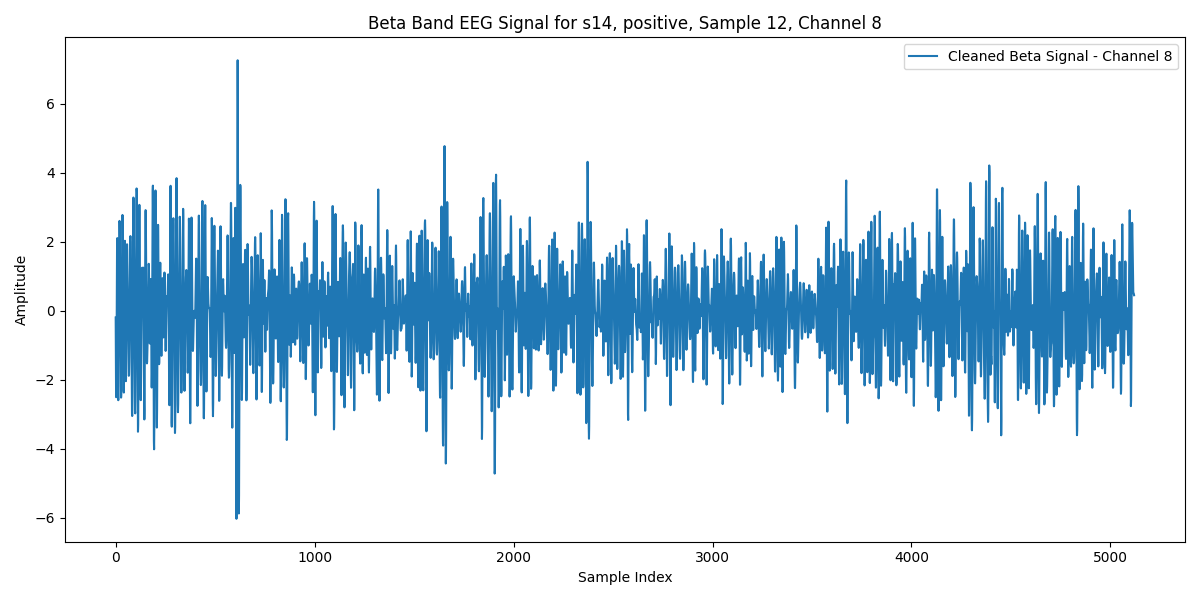 Beta Band EEG Signal for s14, positive, Sample 12, Channel 8
Cleaned Beta Signal - Channel 8
6
4
2
0
−2
−4
−6
Amplitude
0 1000 2000 3000 4000 5000
Sample Index